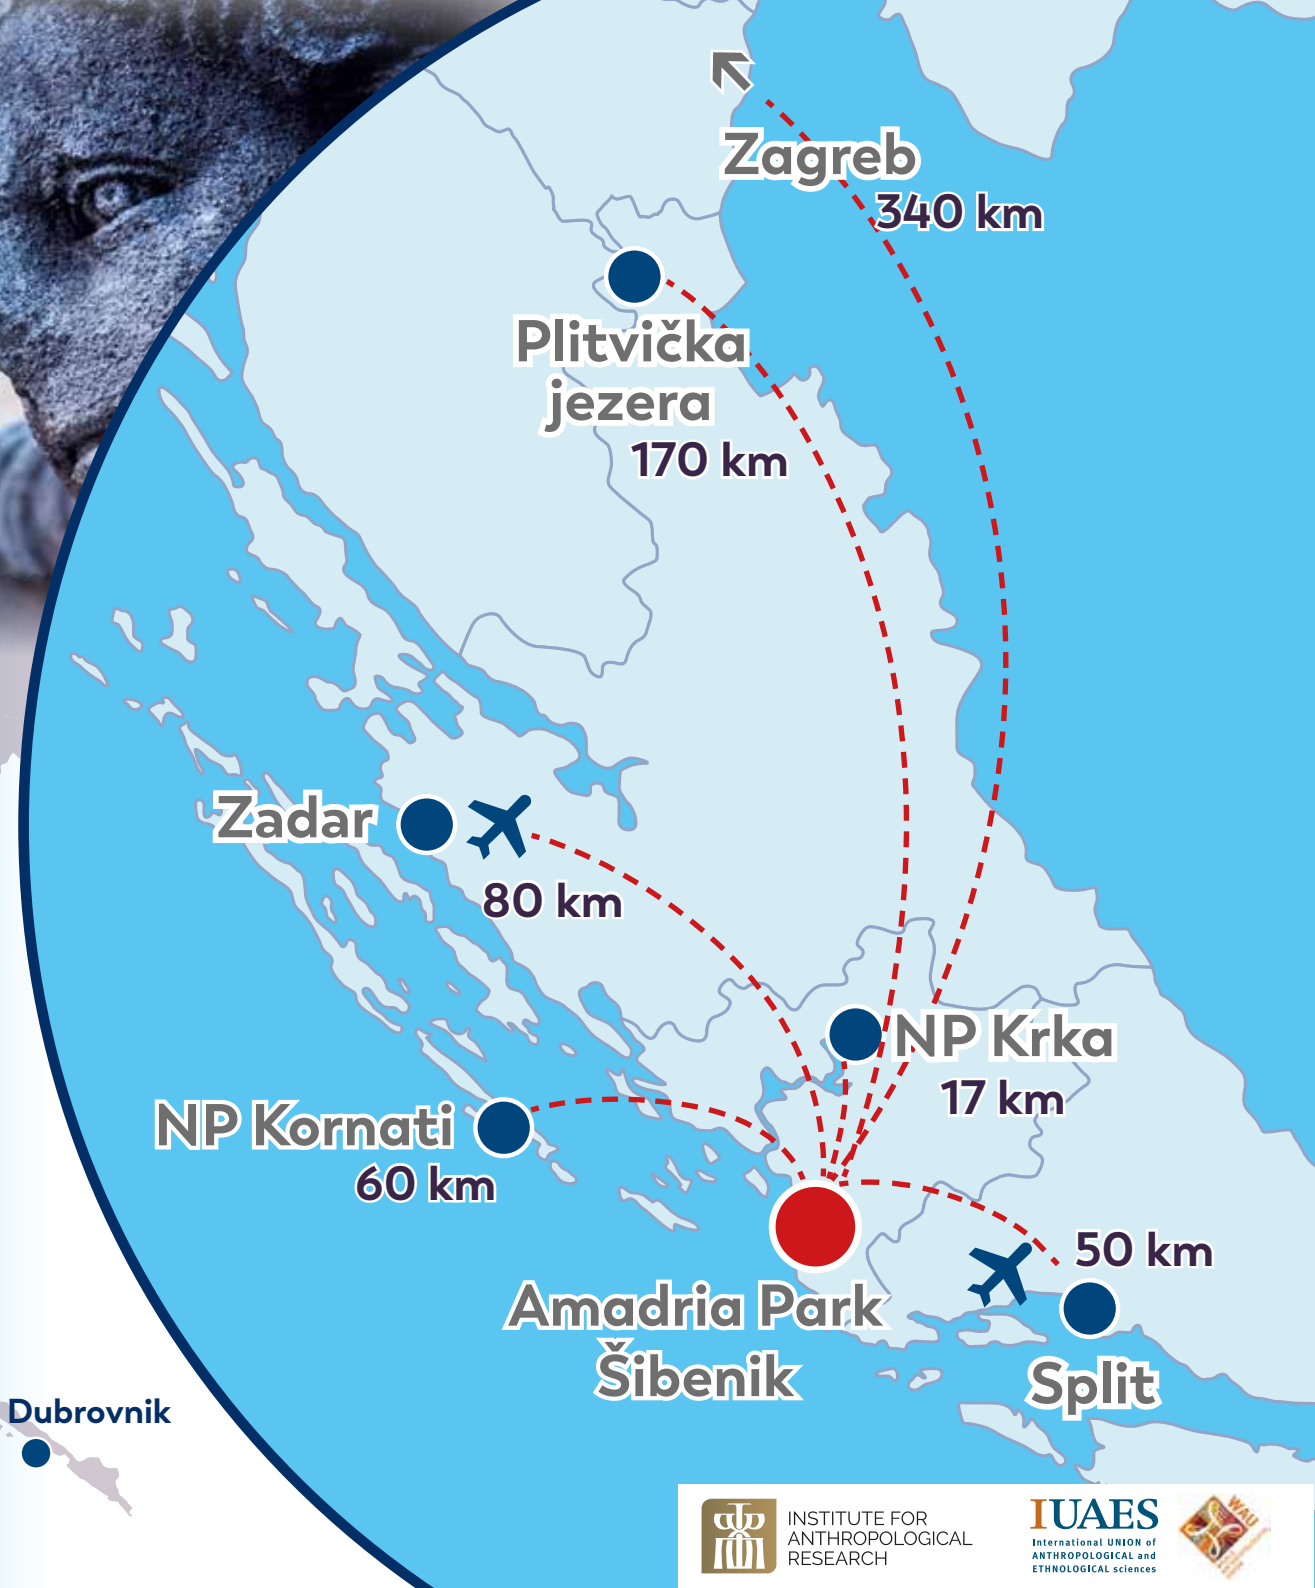 Zagreb
340 km
Plitvička
jezera
170 km
Zadar
80 km
NP Krka
17 km
NP Kornati
60 km
50 km
Amadria Park
Šibenik
Split
Dubrovnik
INSTITUTE FOR
ANTHROPOLOGICAL
RESEARCH
IUAES
International UNION of
ANTHROPOLOGICAL and
ETHNOLOGICAL sciences
WAU